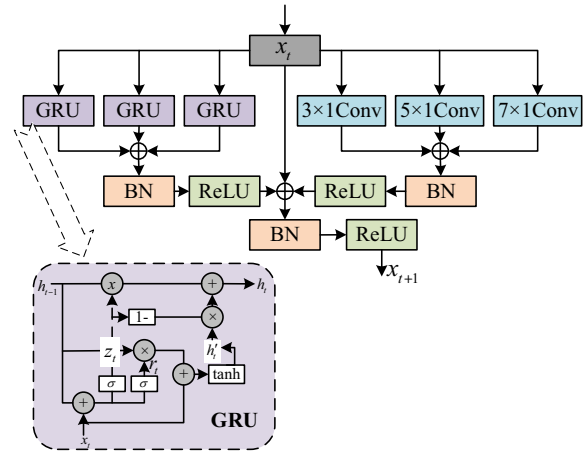 x_t
GRU GRU GRU 3×1Conv 5×1Conv 7×1Conv
BN ReLU ReLU BN
BN ReLU
x_{t+1}
h_{t-1} x + h_t
1- ×
z_t × r_t h'_t
σ σ + tanh
+
x_t GRU